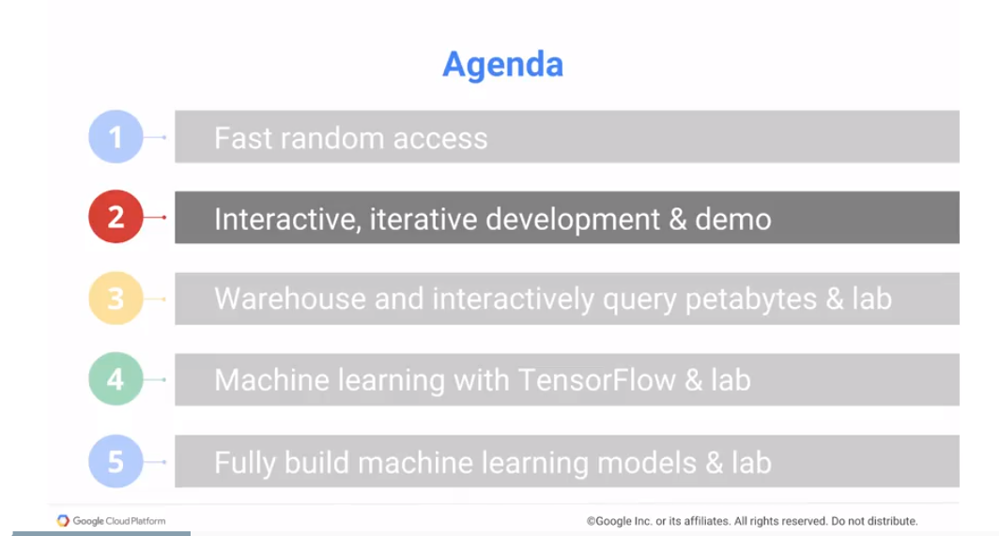 Agenda
1 Fast random access
2 Interactive, iterative development & demo
3 Warehouse and interactively query petabytes & lab
4 Machine learning with TensorFlow & lab
5 Fully build machine learning models & lab
Google Cloud Platform
©Google Inc. or its affiliates. All rights reserved. Do not distribute.